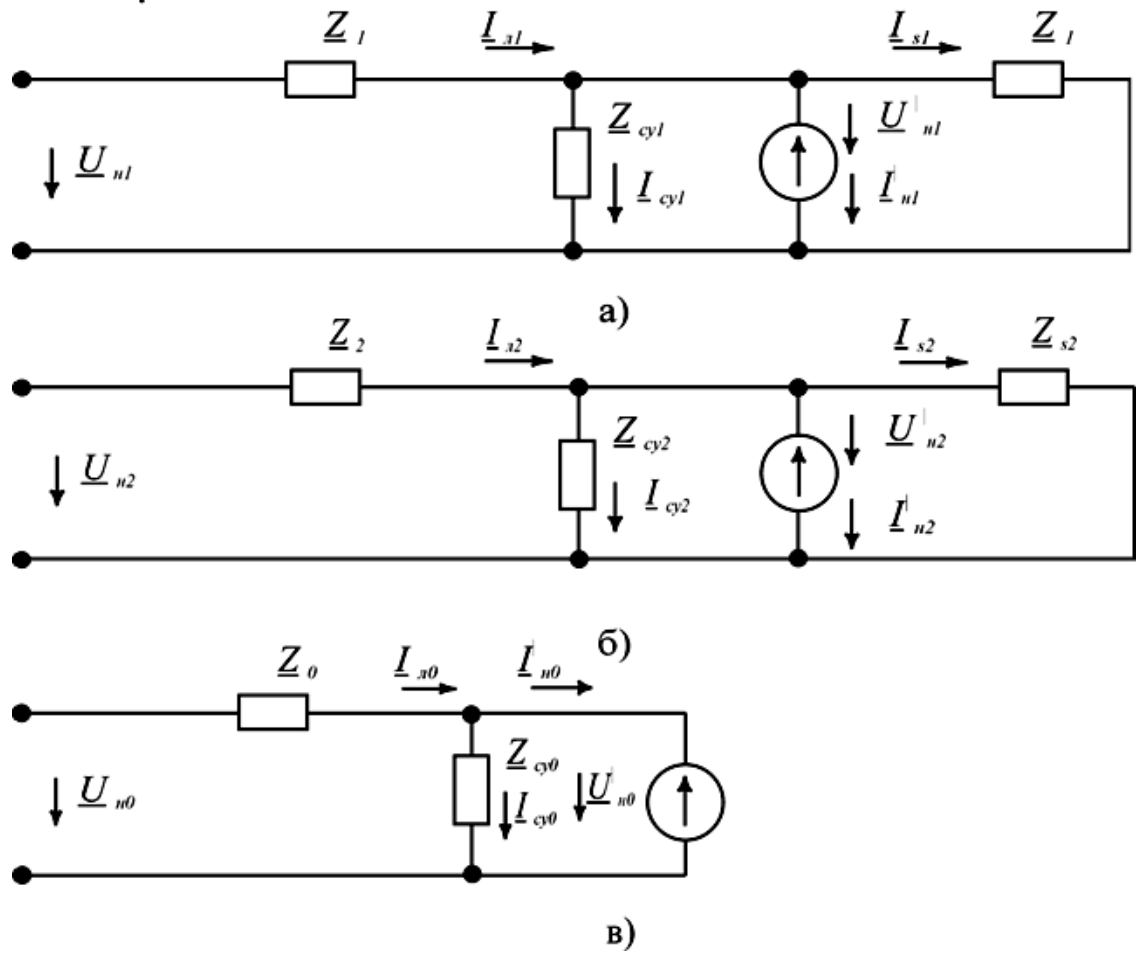 Z 1 I л1 I s1 Z 1
U н1 Z су1 I су1 U' н1 I' н1
а)
Z 2 I л2 I s2 Z s2
U н2 Z су2 I су2 U' н2 I' н2
б)
Z 0 I л0 I' н0
U н0 Z су0 I су0 U' н0
в)